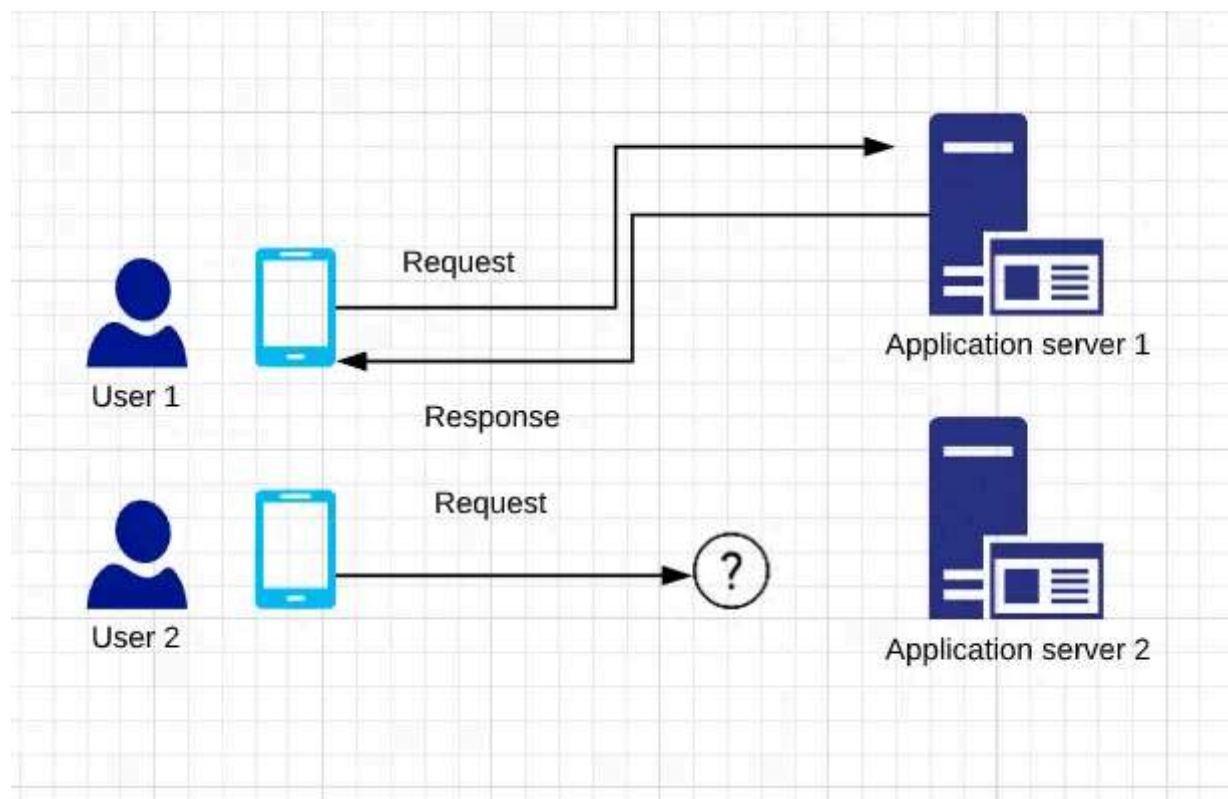 Request
Application server 1
User 1
Response
Request
?
User 2
Application server 2